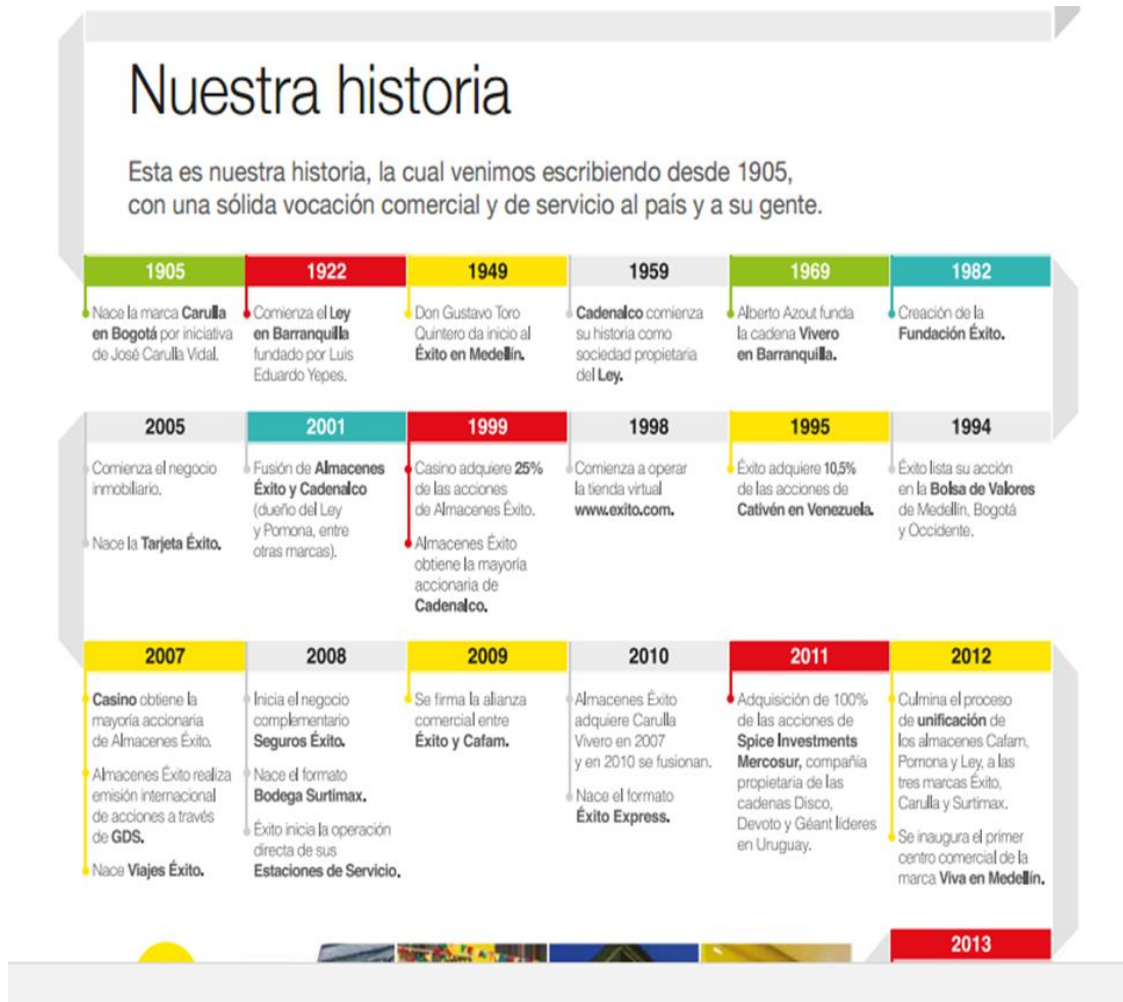 Nuestra historia
Esta es nuestra historia, la cual venimos escribiendo desde 1905,
con una sólida vocación comercial y de servicio al país y a su gente.
1905
Nace la marca Carulla
en Bogotá por iniciativa
de José Carulla Vidal.
1922
Comienza el Ley
en Barranquilla
fundado por Luis
Eduardo Yepes.
1949
Don Gustavo Toro
Quintero da inicio al
Éxito en Medellín.
1959
Cadenalco comienza
su historia como
sociedad propietaria
del Ley.
1969
Alberto Azout funda
la cadena Vivero
en Barranquilla.
1982
Creación de la
Fundación Éxito.
1994
Éxito lista su acción
en la Bolsa de Valores
de Medellín, Bogotá
y Occidente.
1995
Éxito adquiere 10,5%
de las acciones de
Cativén en Venezuela.
1998
Comienza a operar
la tienda virtual
www.exito.com.
1999
Casino adquiere 25%
de las acciones
de Almacenes Éxito.
Almacenes Éxito
obtiene la mayoría
accionaria de
Cadenalco.
2001
Fusión de Almacenes
Éxito y Cadenalco
(dueño del Ley
y Pomona, entre
otras marcas).
2005
Comienza el negocio
inmobiliario.
Nace la Tarjeta Éxito.
2007
Casino obtiene la
mayoría accionaria
de Almacenes Éxito.
Almacenes Éxito realiza
emisión internacional
de acciones a través
de GDS.
Nace Viajes Éxito.
2008
Inicia el negocio
complementario
Seguros Éxito.
Nace el formato
Bodega Surtimax.
Éxito inicia la operación
directa de sus
Estaciones de Servicio.
2009
Se firma la alianza
comercial entre
Éxito y Cafam.
2010
Almacenes Éxito
adquiere Carulla
Vivero en 2007
y en 2010 se fusionan.
Nace el formato
Éxito Express.
2011
Adquisición de 100%
de las acciones de
Spice Investments
Mercosur, compañía
propietaria de las
cadenas Disco,
Devoto y Géant líderes
en Uruguay.
2012
Culmina el proceso
de unificación de
los almacenes Cafam,
Pomona y Ley, a las
tres marcas Éxito,
Carulla y Surtimax.
Se inaugura el primer
centro comercial de la
marca Viva en Medellín.
2013